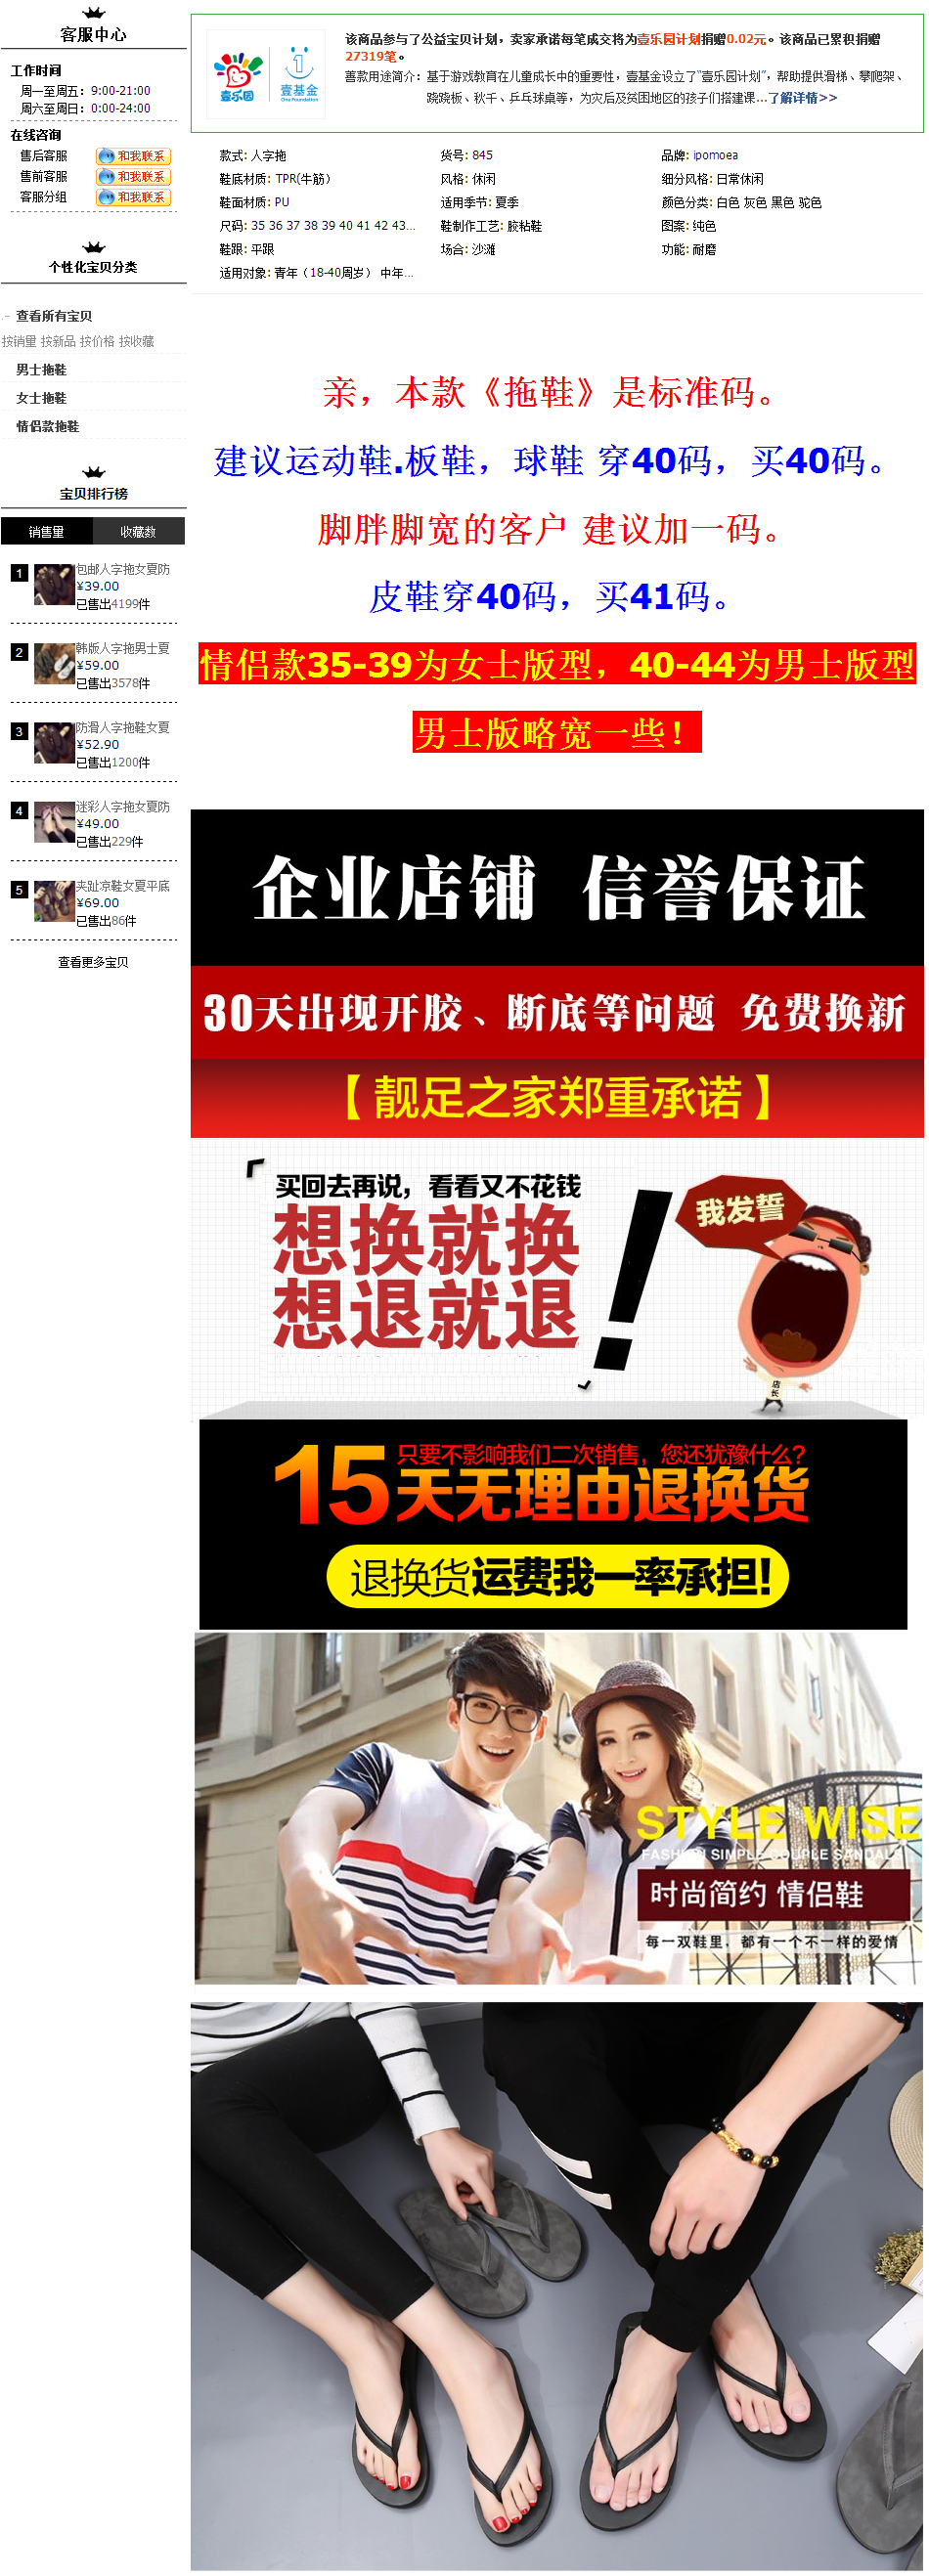 客服中心
工作时间
周一至周五：9:00-21:00
周六至周日：0:00-24:00
在线咨询
售后客服 和我联系
售前客服 和我联系
客服分组 和我联系
个性化宝贝分类
查看所有宝贝
按销量 按新品 按价格 按收藏
男士拖鞋
女士拖鞋
情侣款拖鞋
宝贝排行榜
销售量 收藏数
1 包邮人字拖女夏防
¥39.00
已售出4199件
2 韩版人字拖男士夏
¥59.00
已售出3578件
3 防滑人字拖鞋女夏
¥52.90
已售出1200件
4 迷彩人字拖女夏防
¥49.00
已售出229件
5 夹趾凉鞋女夏平底
¥69.00
已售出86件
查看更多宝贝
壹乐园
1
壹基金
One Foundation
该商品参与了公益宝贝计划，卖家承诺每笔成交将为壹乐园计划捐赠0.02元。该商品已累积捐赠
27319笔。
善款用途简介：基于游戏教育在儿童成长中的重要性，壹基金设立了"壹乐园计划"，帮助提供滑梯、攀爬架、
跷跷板、秋千、乒乓球桌等，为灾后及贫困地区的孩子们搭建课...了解详情>>
款式: 人字拖 货号: 845 品牌: ipomoea
鞋底材质: TPR(牛筋） 风格: 休闲 细分风格: 日常休闲
鞋面材质: PU 适用季节: 夏季 颜色分类: 白色 灰色 黑色 驼色
尺码: 35 36 37 38 39 40 41 42 43... 鞋制作工艺: 胶粘鞋 图案: 纯色
鞋跟: 平跟 场合: 沙滩 功能: 耐磨
适用对象: 青年（18-40周岁） 中年...
亲，本款《拖鞋》是标准码。
建议运动鞋.板鞋，球鞋 穿40码，买40码。
脚胖脚宽的客户 建议加一码。
皮鞋穿40码，买41码。
情侣款35-39为女士版型，40-44为男士版型
男士版略宽一些！
企业店铺 信誉保证
30天出现开胶、断底等问题 免费换新
【靓足之家郑重承诺】
买回去再说，看看又不花钱
想换就换
想退就退
!
我发誓
店长
只要不影响我们二次销售，您还犹豫什么？
15天无理由退换货
退换货运费我一率承担!
STYLE WISE
FASHION SIMPLE COUPLE SANDALS
时尚简约 情侣鞋
每一双鞋里，都有一个不一样的爱情